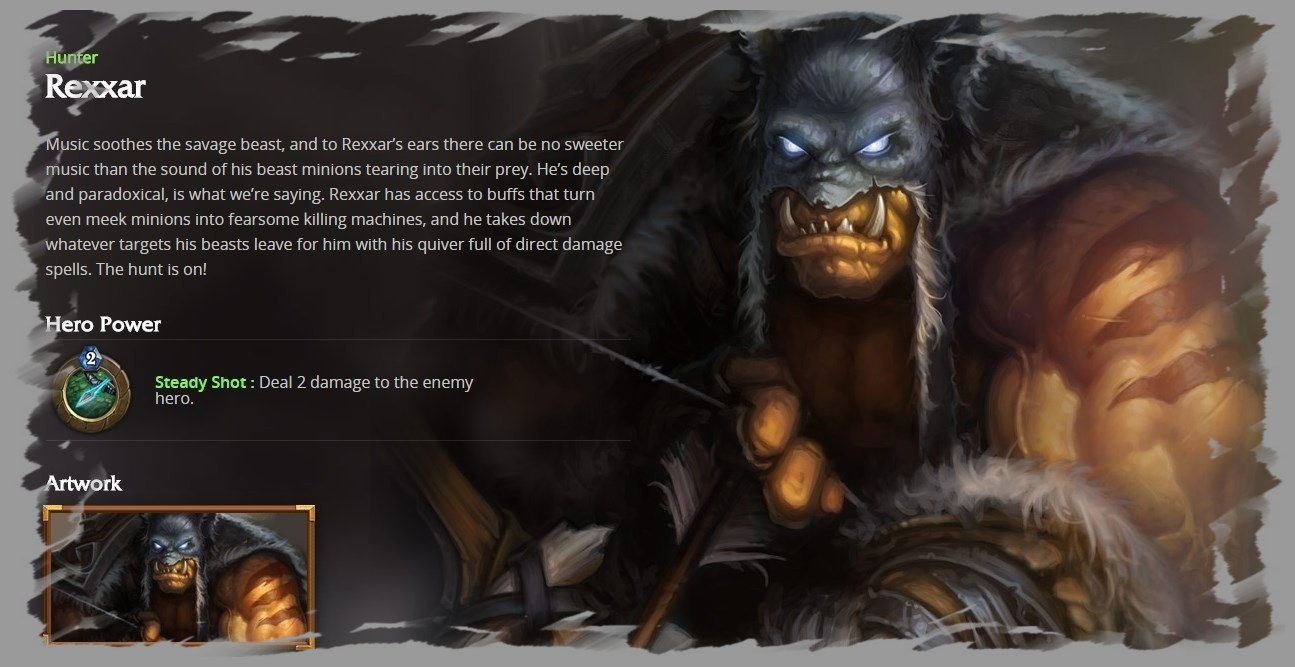 Hunter
Rexxar
Music soothes the savage beast, and to Rexxar’s ears there can be no sweeter
music than the sound of his beast minions tearing into their prey. He’s deep
and paradoxical, is what we’re saying. Rexxar has access to buffs that turn
even meek minions into fearsome killing machines, and he takes down
whatever targets his beasts leave for him with his quiver full of direct damage
spells. The hunt is on!
Hero Power
2
Steady Shot : Deal 2 damage to the enemy
hero.
Artwork